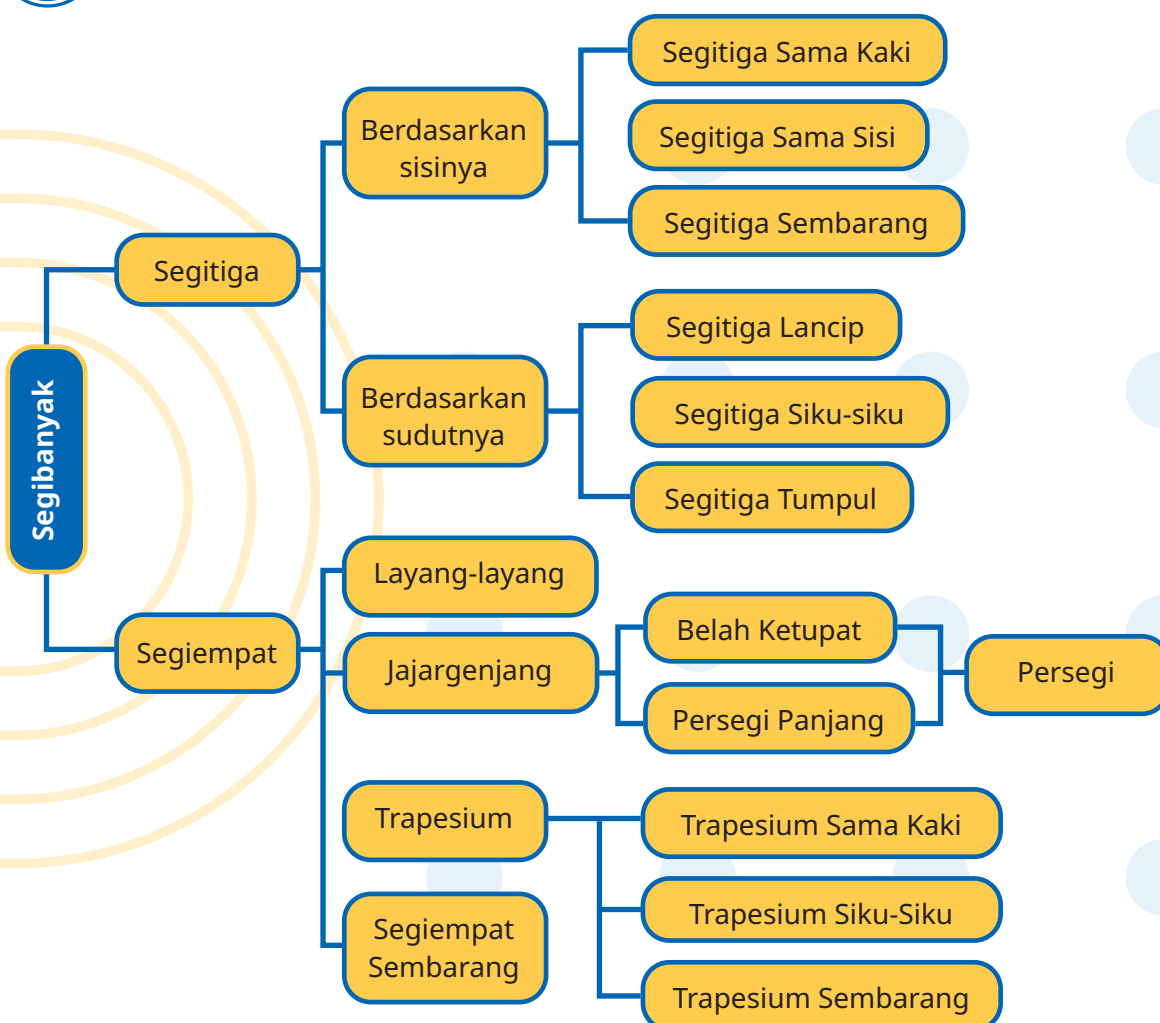 Segibanyak
Segitiga
Berdasarkan
sisinya
Segitiga Sama Kaki
Segitiga Sama Sisi
Segitiga Sembarang
Berdasarkan
sudutnya
Segitiga Lancip
Segitiga Siku-siku
Segitiga Tumpul
Segiempat
Layang-layang
Jajargenjang
Belah Ketupat
Persegi Panjang
Persegi
Trapesium
Trapesium Sama Kaki
Trapesium Siku-Siku
Trapesium Sembarang
Segiempat
Sembarang